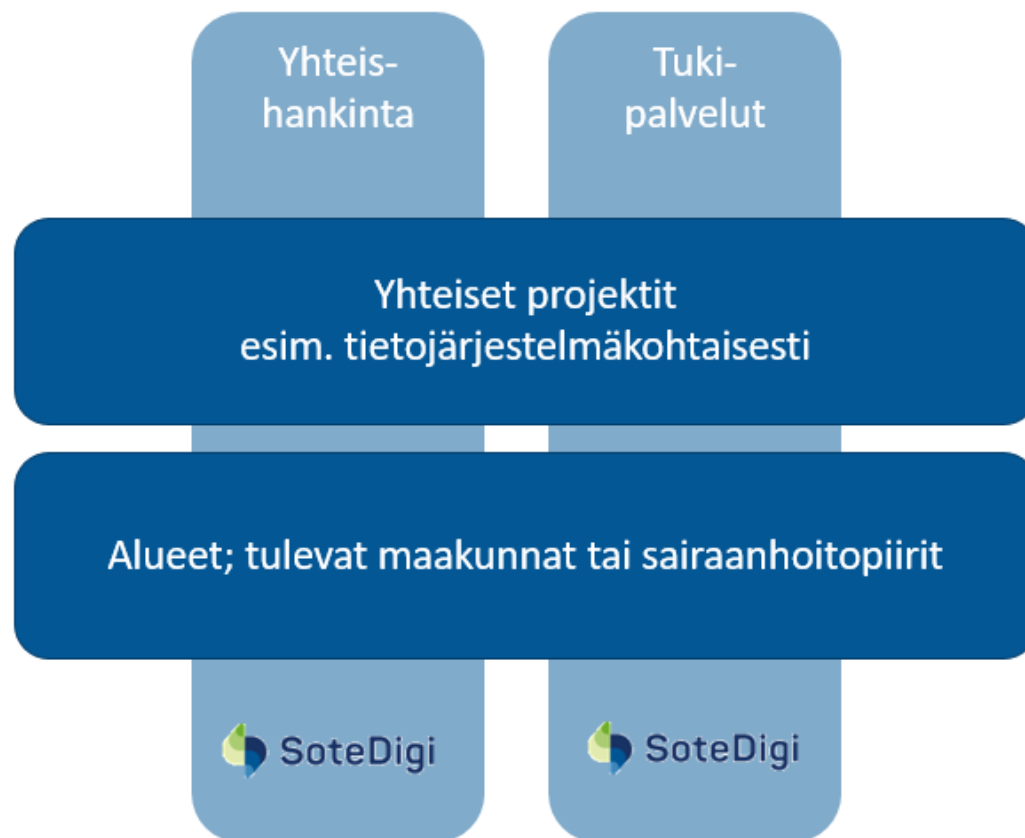 Yhteis-
hankinta
Tuki-
palvelut
Yhteiset projektit
esim. tietojärjestelmäkohtaisesti
Alueet; tulevat maakunnat tai sairaanhoitopiirit
SoteDigi
SoteDigi